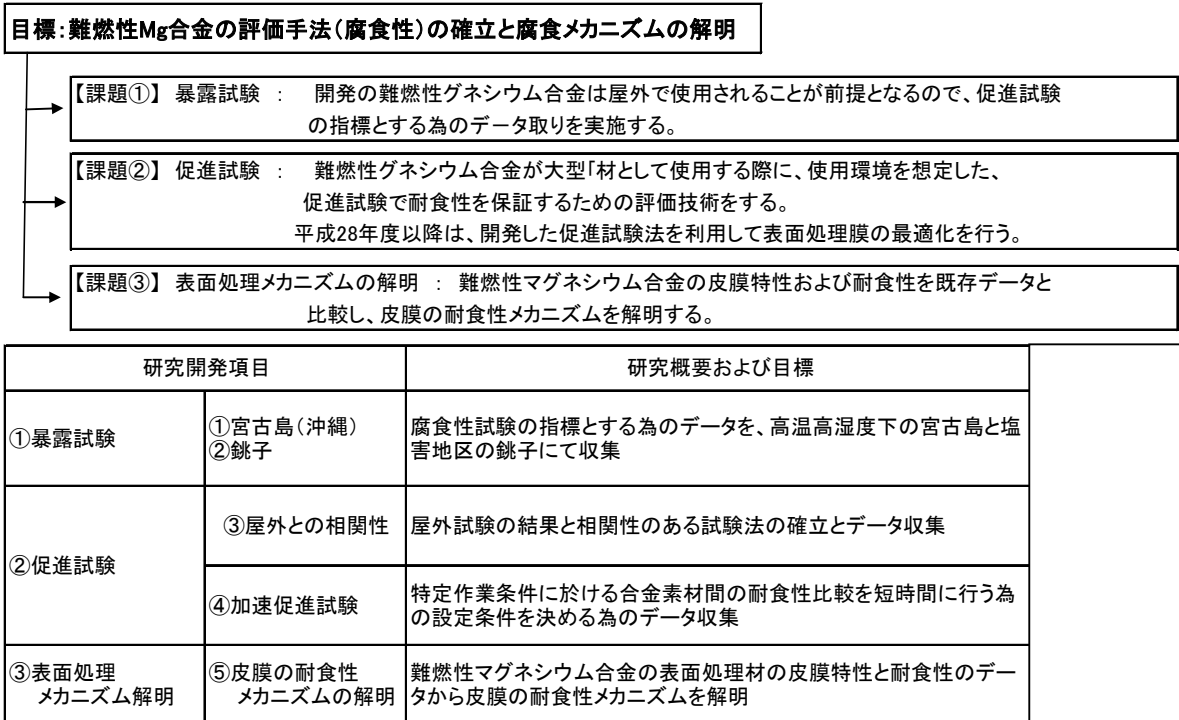 目標:難燃性Mg合金の評価手法(腐食性)の確立と腐食メカニズムの解明
【課題①】 暴露試験 : 開発の難燃性グネシウム合金は屋外で使用されることが前提となるので、促進試験
の指標とする為のデータ取りを実施する。
【課題②】 促進試験 : 難燃性グネシウム合金が大型「材として使用する際に、使用環境を想定した、
促進試験で耐食性を保証するための評価技術をする。
平成28年度以降は、開発した促進試験法を利用して表面処理膜の最適化を行う。
【課題③】 表面処理メカニズムの解明 : 難燃性マグネシウム合金の皮膜特性および耐食性を既存データと
比較し、皮膜の耐食性メカニズムを解明する。
研究開発項目
研究概要および目標
①暴露試験
①宮古島(沖縄)
②銚子
腐食性試験の指標とする為のデータを、高温高湿度下の宮古島と塩
害地区の銚子にて収集
②促進試験
③屋外との相関性
屋外試験の結果と相関性のある試験法の確立とデータ収集
④加速促進試験
特定作業条件に於ける合金素材間の耐食性比較を短時間に行う為
の設定条件を決める為のデータ収集
③表面処理
メカニズム解明
⑤皮膜の耐食性
メカニズムの解明
難燃性マグネシウム合金の表面処理材の皮膜特性と耐食性のデー
タから皮膜の耐食性メカニズムを解明